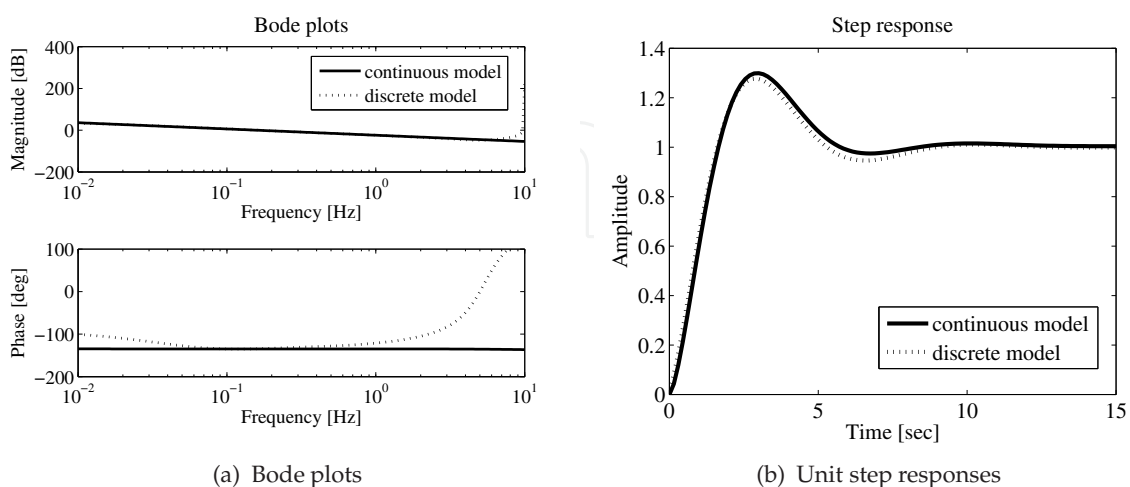 Bode plots
400
200
0
−200
Magnitude [dB]
continuous model
discrete model
10^-2
10^-1
10^0
10^1
Frequency [Hz]
100
0
−100
−200
Phase [deg]
10^-2
10^-1
10^0
10^1
Frequency [Hz]
(a) Bode plots
Step response
1.4
1.2
1.0
0.8
0.6
0.4
0.2
0
Amplitude
continuous model
discrete model
0
5
10
15
Time [sec]
(b) Unit step responses